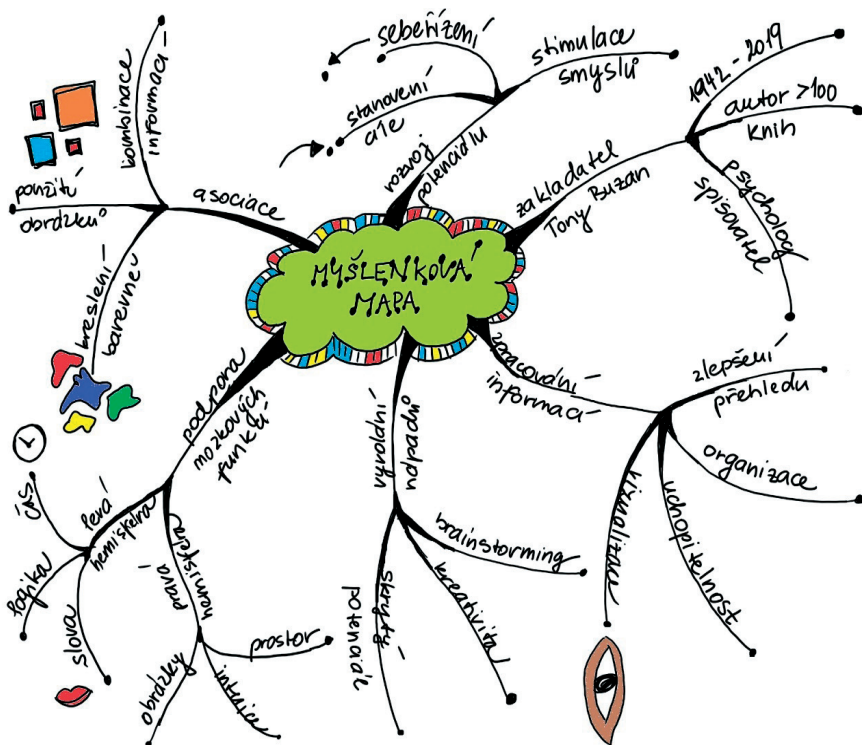 MYŠLENKOVÁ
MAPA
rozvoj
potenciálu
sebeřízení
stanovení
cíle
stimulace
smyslů
zakladatel
Tony Buzan
1942 - 2019
autor >100
knih
psycholog
spisovatel
zpracování
informací
zlepšení
přehledu
organizace
uchopitelnost
vizualizace
vyvolání
nápadů
brainstorming
kreativita
skrytý
potenciál
podpora
mozkových
funkcí
levá
hemisféra
čas
logika
slova
pravá
hemisféra
prostor
intuice
obrázky
asociace
kombinace
informací
použití
obrázků
kreslení
barevné